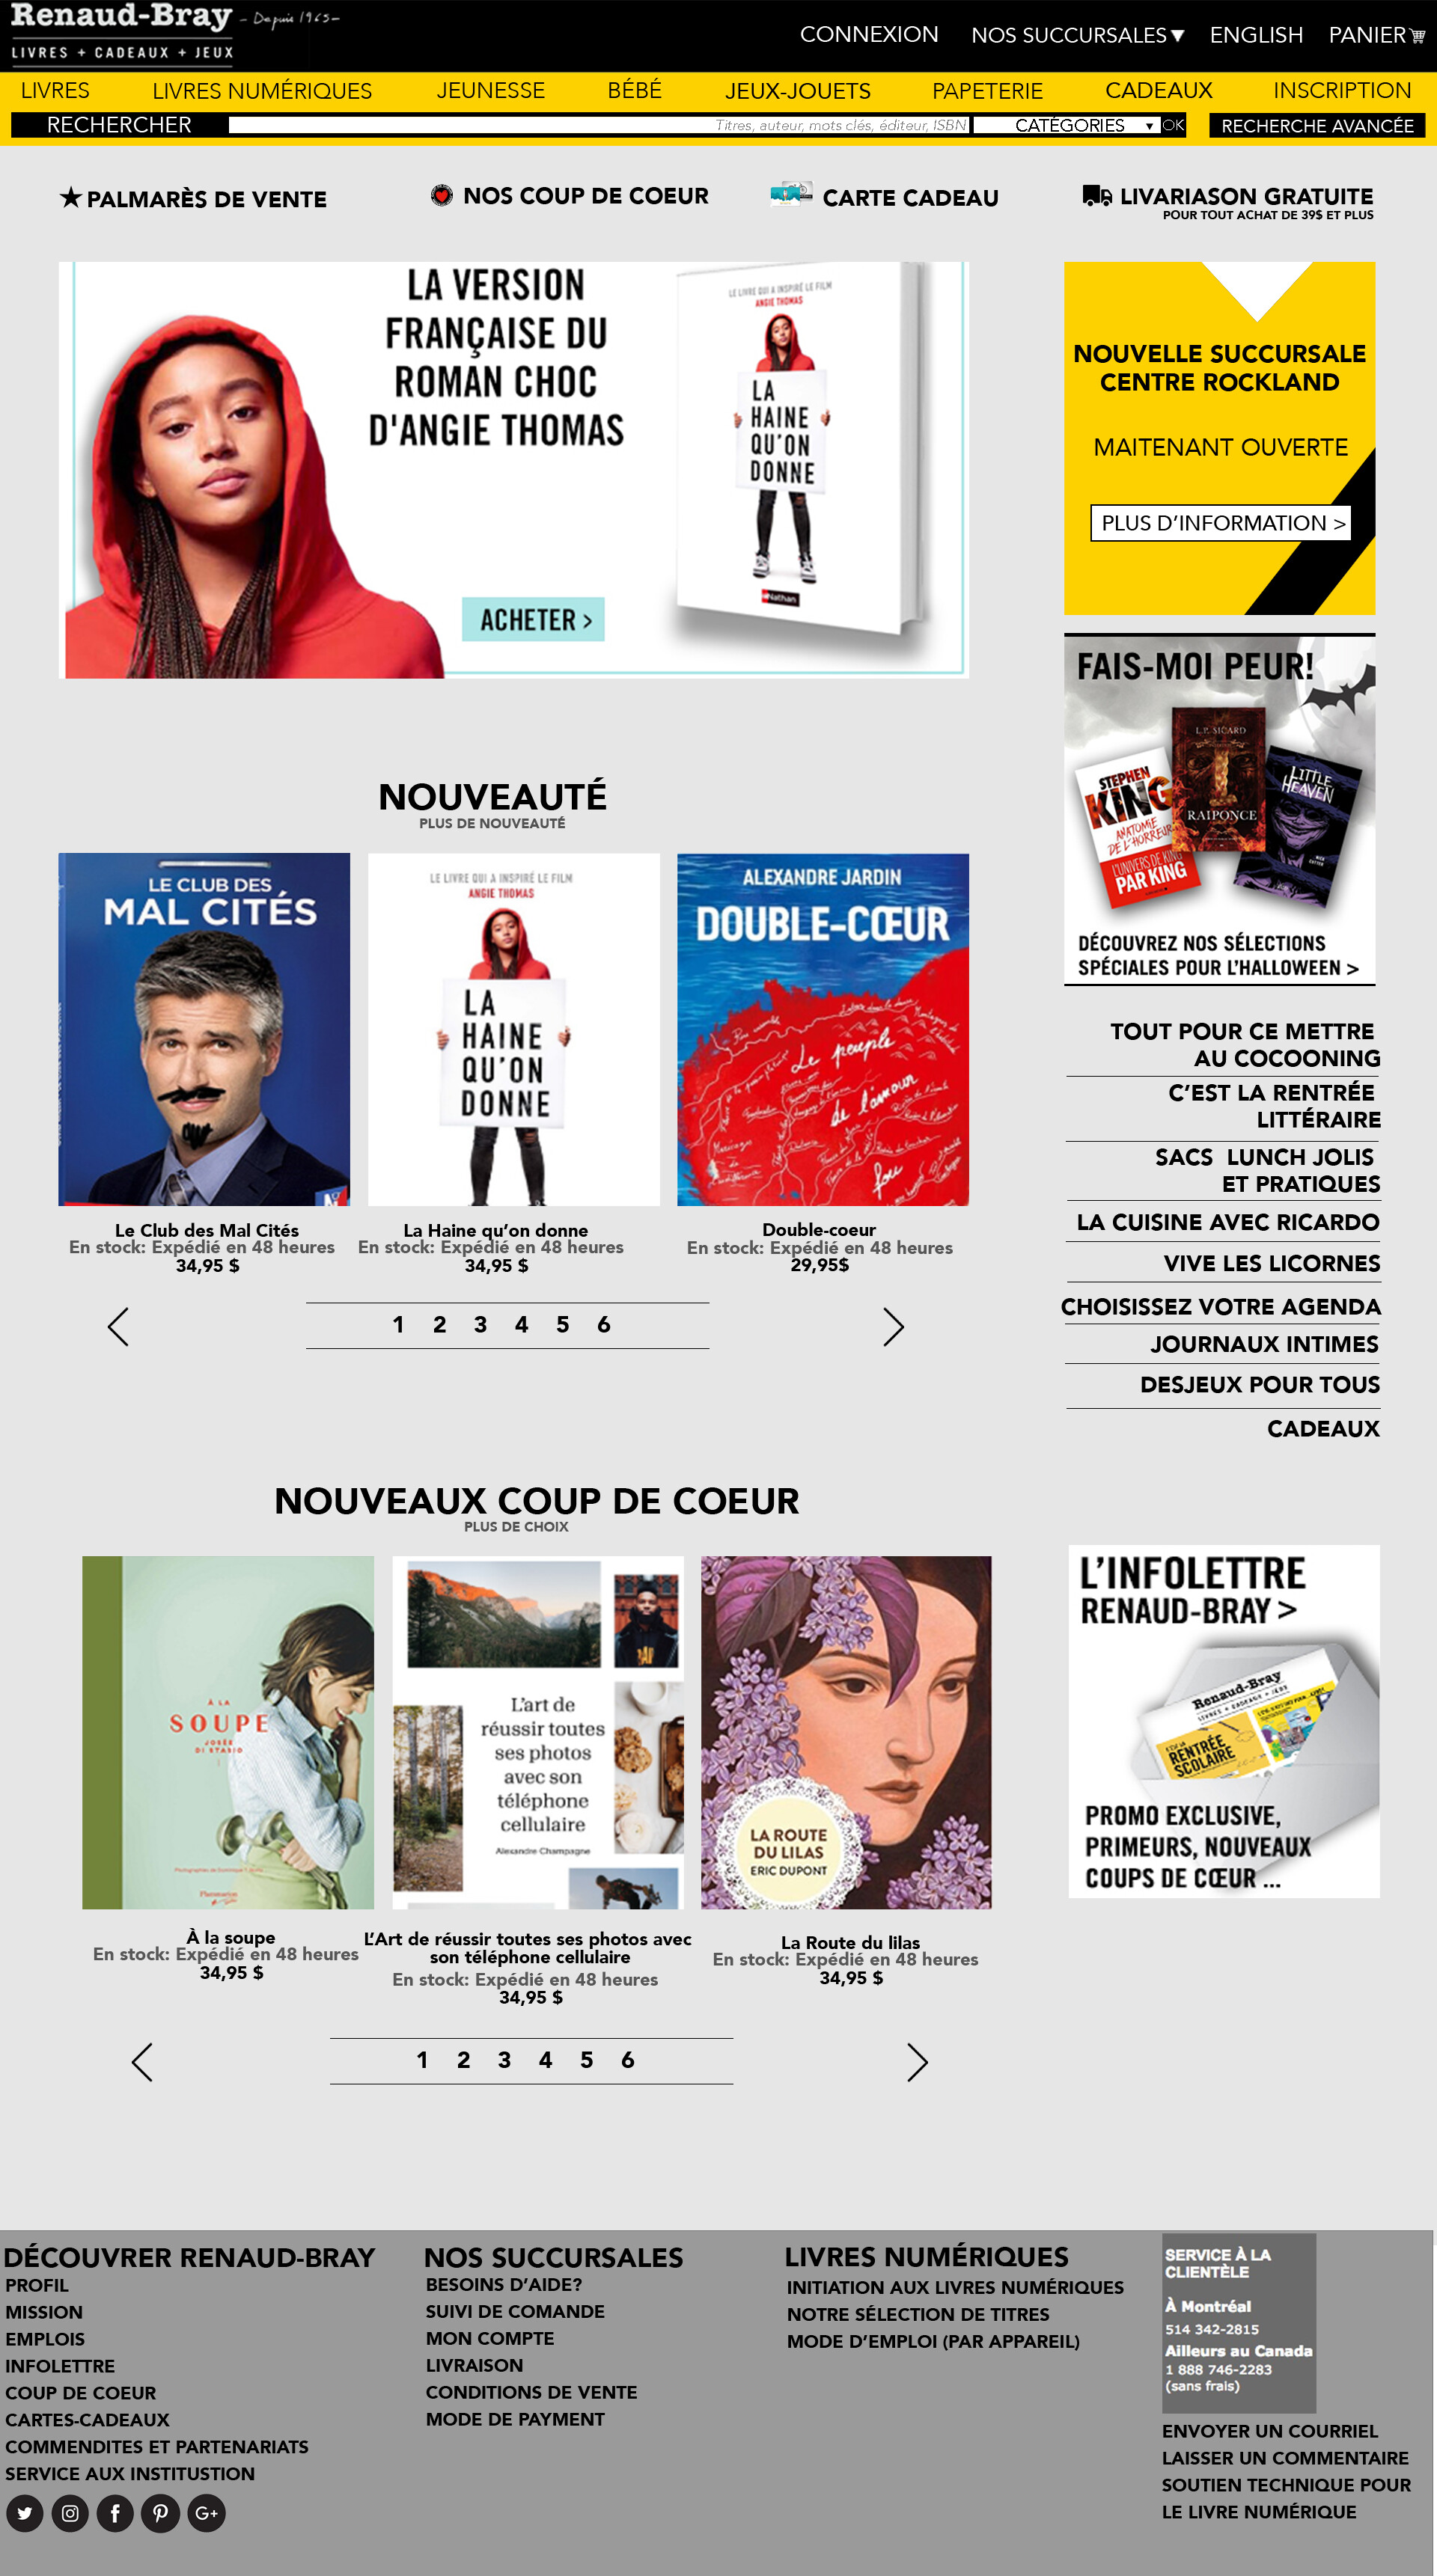 Renaud-Bray - Depuis 1965-
LIVRES + CADEAUX + JEUX
CONNEXION NOS SUCCURSALES ENGLISH PANIER
LIVRES LIVRES NUMÉRIQUES JEUNESSE BÉBÉ JEUX-JOUETS PAPETERIE CADEAUX INSCRIPTION
RECHERCHER Titres, auteur, mots clés, éditeur, ISBN CATÉGORIES OK RECHERCHE AVANCÉE
PALMARÈS DE VENTE NOS COUP DE COEUR CARTE CADEAU LIVARIASON GRATUITE
POUR TOUT ACHAT DE 39$ ET PLUS
LA VERSION
FRANÇAISE DU
ROMAN CHOC
D'ANGIE THOMAS
ACHETER >
LE LIVRE QUI A INSPIRÉ LE FILM
ANGIE THOMAS
LA
HAINE
QU'ON
DONNE
Nathan
NOUVELLE SUCCURSALE
CENTRE ROCKLAND
MAITENANT OUVERTE
PLUS D'INFORMATION >
FAIS-MOI PEUR!
STEPHEN
KING
ANATOMIE
DE L'HORREUR
L'UNIVERS DE KING
PAR KING
L.P. SICARD
RAIPONCE
LITTLE
HEAVEN
NICK
CUTTER
DÉCOUVREZ NOS SÉLECTIONS
SPÉCIALES POUR L'HALLOWEEN >
NOUVEAUTÉ
PLUS DE NOUVEAUTÉ
LE CLUB DES
MAL CITÉS
LE LIVRE QUI A INSPIRÉ LE FILM
ANGIE THOMAS
LA
HAINE
QU'ON
DONNE
ALEXANDRE JARDIN
DOUBLE-CŒUR
Le peuple
de l'amour
fou
Le Club des Mal Cités
En stock: Expédié en 48 heures
34,95 $
La Haine qu'on donne
En stock: Expédié en 48 heures
34,95 $
Double-coeur
En stock: Expédié en 48 heures
29,95$
1 2 3 4 5 6
TOUT POUR CE METTRE
AU COCOONING
C'EST LA RENTRÉE
LITTÉRAIRE
SACS LUNCH JOLIS
ET PRATIQUES
LA CUISINE AVEC RICARDO
VIVE LES LICORNES
CHOISISSEZ VOTRE AGENDA
JOURNAUX INTIMES
DESJEUX POUR TOUS
CADEAUX
NOUVEAUX COUP DE COEUR
PLUS DE CHOIX
À LA
SOUPE
JOSÉE
DI STASIO
Flammarion
L'art de
réussir toutes
ses photos
avec son
téléphone
cellulaire
Alexandre Champagne
LA ROUTE
DU LILAS
ERIC DUPONT
À la soupe
En stock: Expédié en 48 heures
34,95 $
L'Art de réussir toutes ses photos avec
son téléphone cellulaire
En stock: Expédié en 48 heures
34,95 $
La Route du lilas
En stock: Expédié en 48 heures
34,95 $
1 2 3 4 5 6
L'INFOLETTRE
RENAUD-BRAY >
Renaud-Bray
LIVRES + CADEAUX + JEUX
RENTRÉE
SCOLAIRE
PROMO EXCLUSIVE,
PRIMEURS, NOUVEAUX
COUPS DE CŒUR ...
DÉCOUVRER RENAUD-BRAY
PROFIL
MISSION
EMPLOIS
INFOLETTRE
COUP DE COEUR
CARTES-CADEAUX
COMMENDITES ET PARTENARIATS
SERVICE AUX INSTITUSTION
NOS SUCCURSALES
BESOINS D'AIDE?
SUIVI DE COMANDE
MON COMPTE
LIVRAISON
CONDITIONS DE VENTE
MODE DE PAYMENT
LIVRES NUMÉRIQUES
INITIATION AUX LIVRES NUMÉRIQUES
NOTRE SÉLECTION DE TITRES
MODE D'EMPLOI (PAR APPAREIL)
SERVICE À LA
CLIENTÈLE
À Montréal
514 342-2815
Ailleurs au Canada
1 888 746-2283
(sans frais)
ENVOYER UN COURRIEL
LAISSER UN COMMENTAIRE
SOUTIEN TECHNIQUE POUR
LE LIVRE NUMÉRIQUE